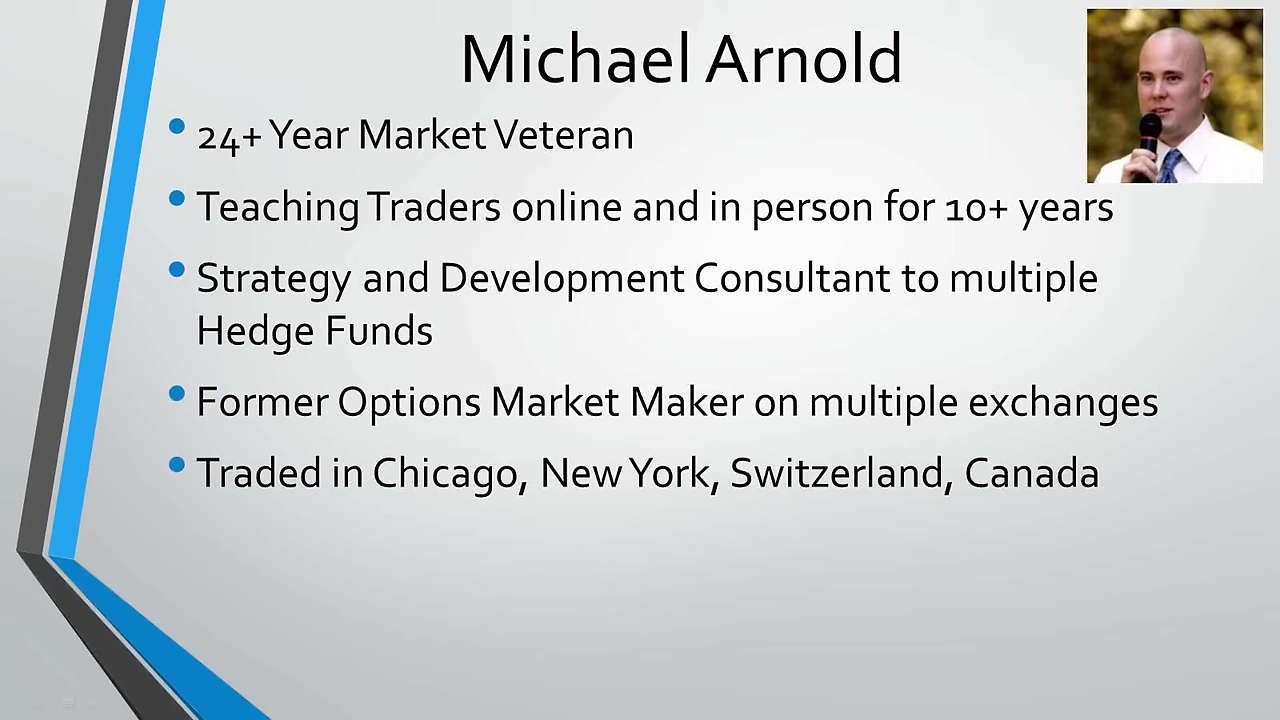 Michael Arnold
• 24+ Year Market Veteran
• Teaching Traders online and in person for 10+ years
• Strategy and Development Consultant to multiple
Hedge Funds
• Former Options Market Maker on multiple exchanges
• Traded in Chicago, New York, Switzerland, Canada